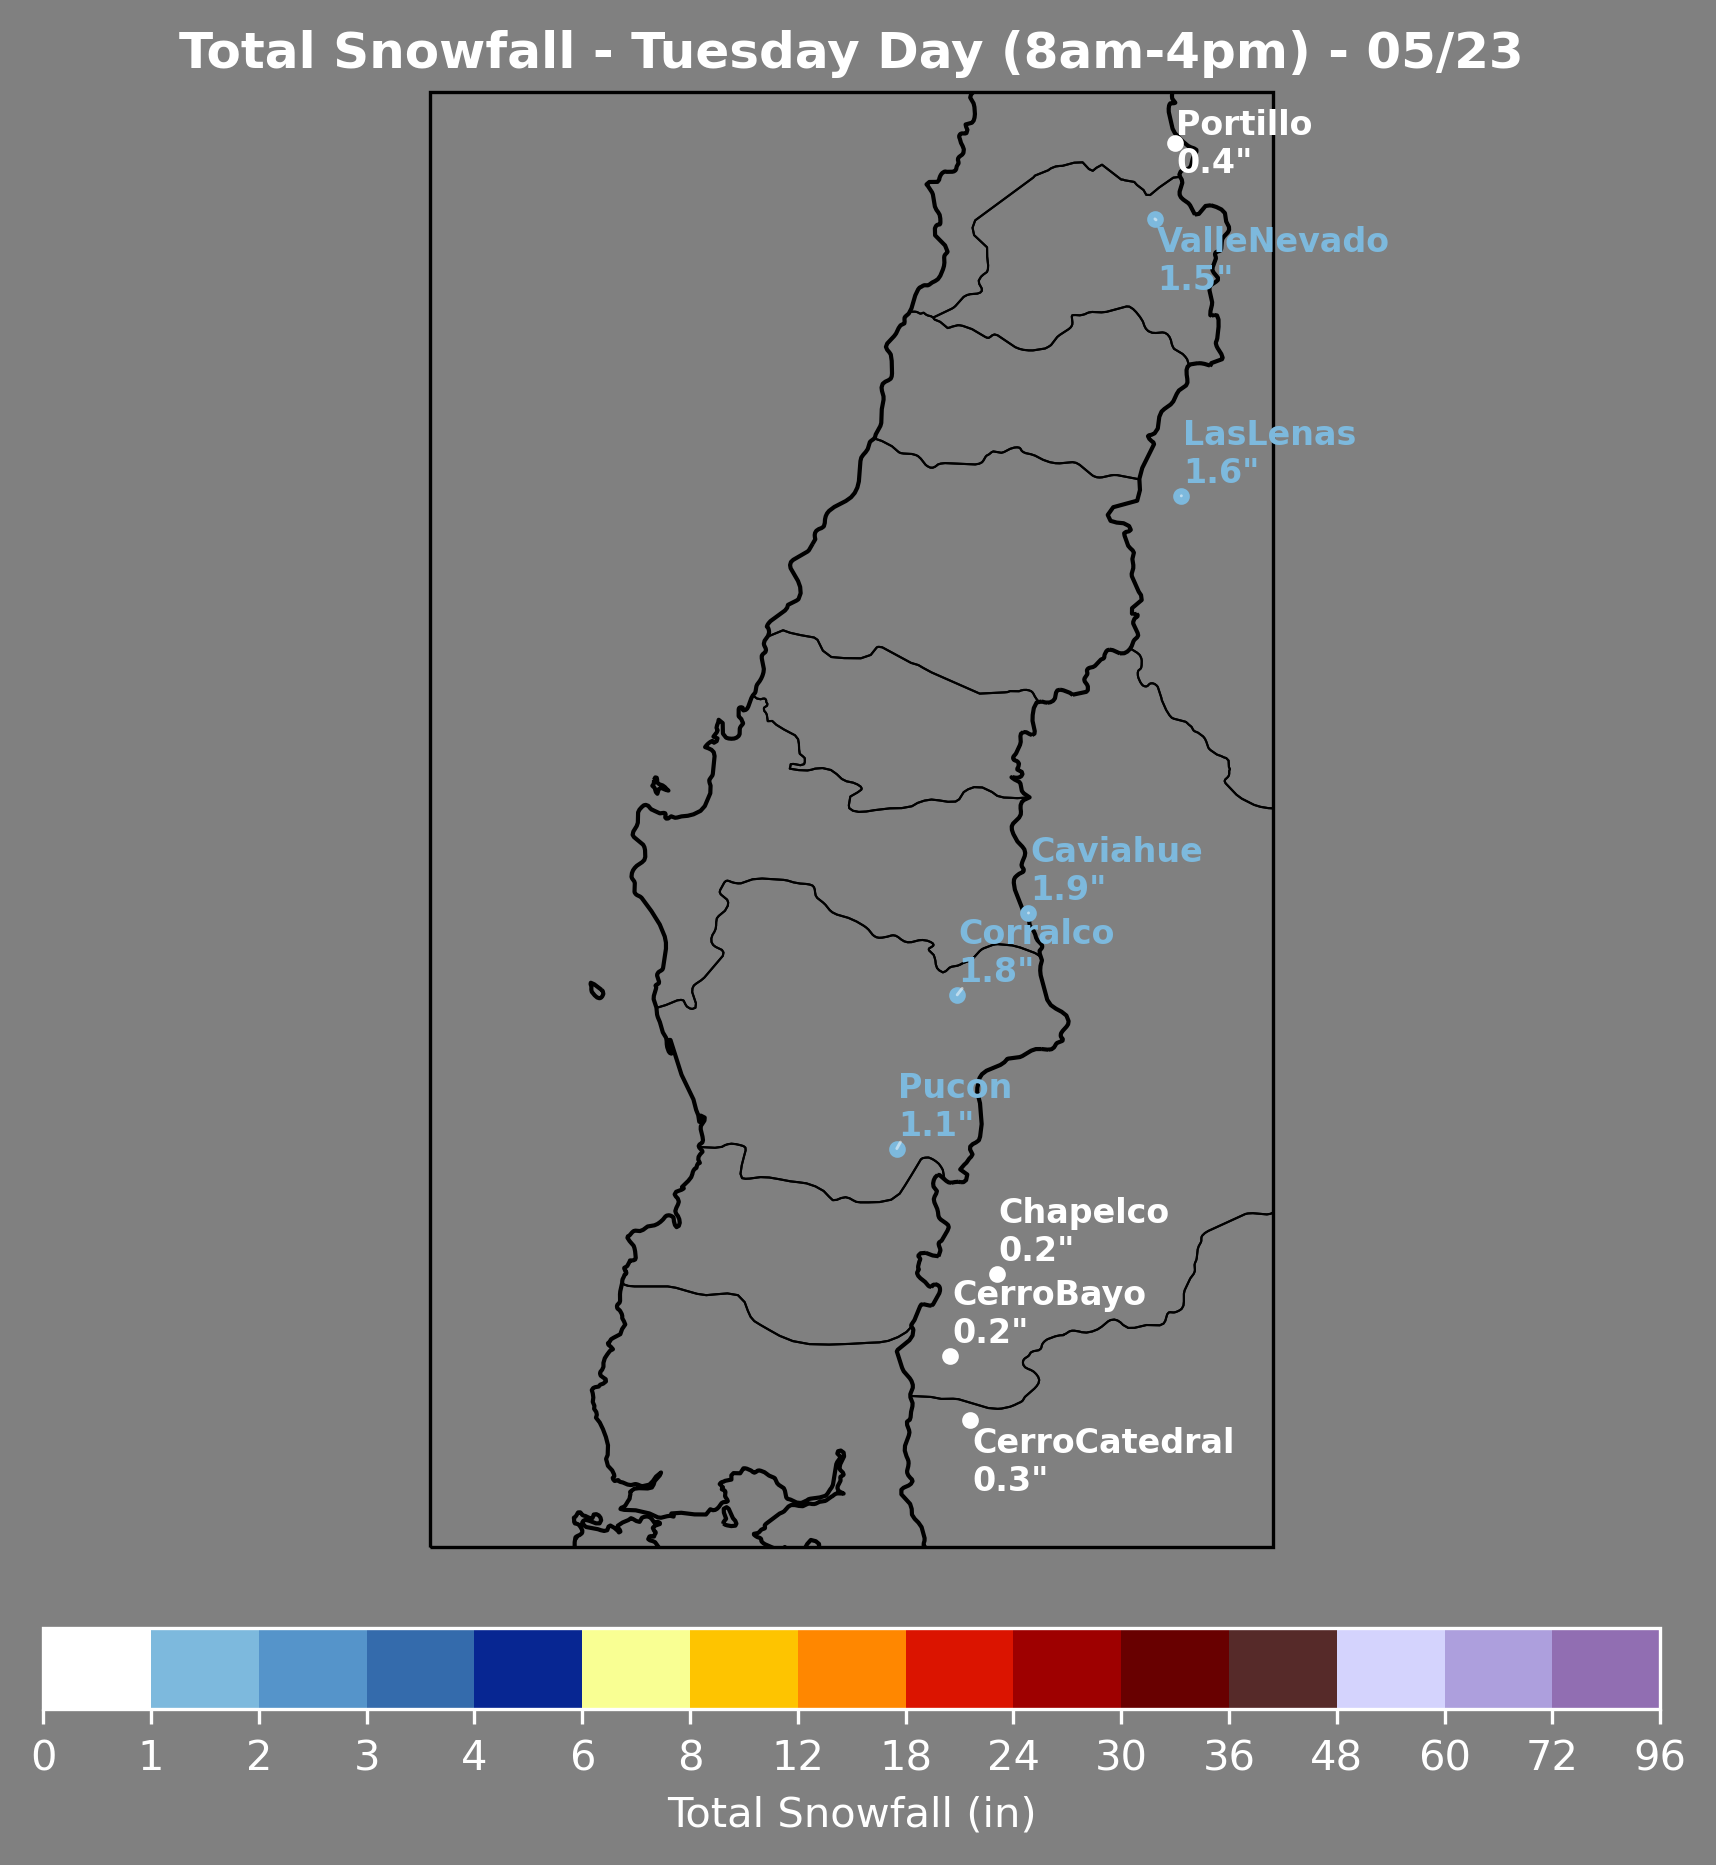 Total Snowfall - Tuesday Day (8am-4pm) - 05/23
Portillo
0.4"
ValleNevado
1.5"
LasLenas
1.6"
Caviahue
1.9"
Corralco
1.8"
Pucon
1.1"
Chapelco
0.2"
CerroBayo
0.2"
CerroCatedral
0.3"
0 1 2 3 4 6 8 12 18 24 30 36 48 60 72 96
Total Snowfall (in)